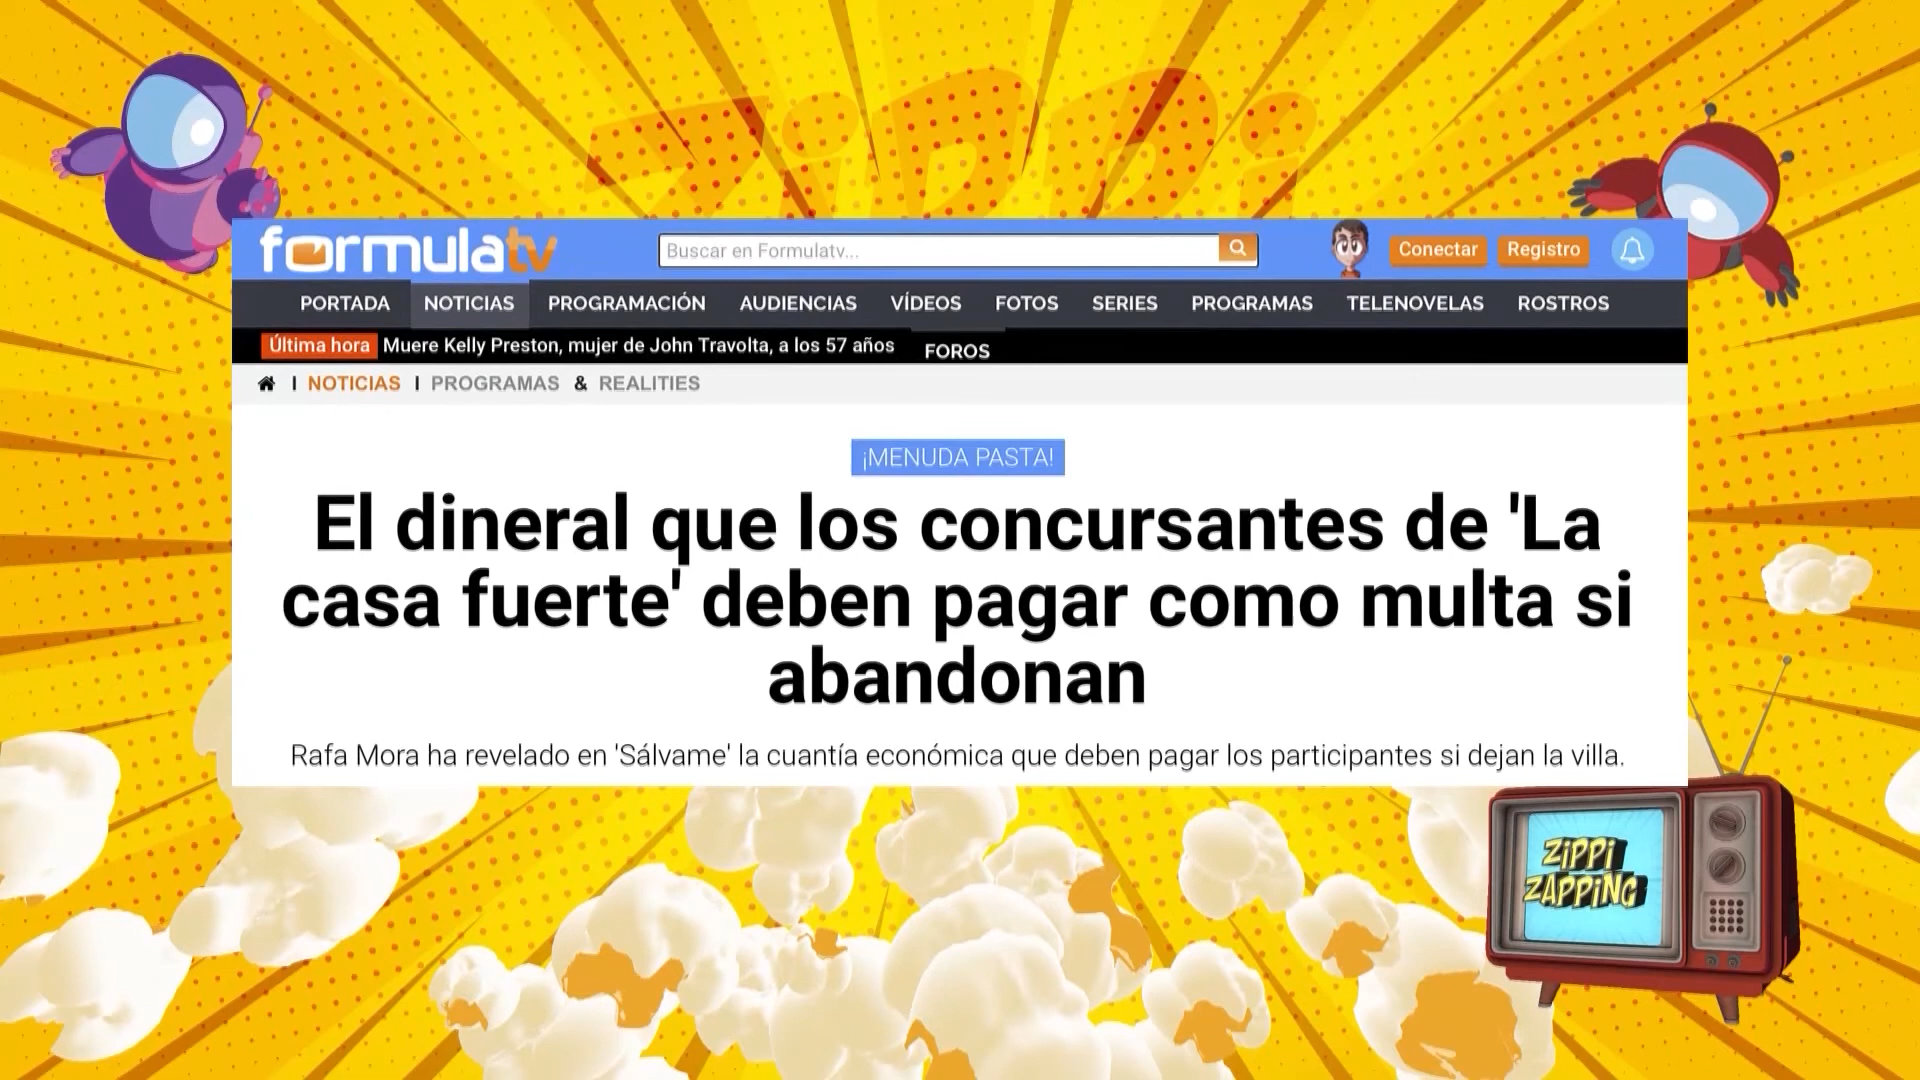 ZiPPi
formulatv
Buscar en Formulatv...
Conectar
Registro
PORTADA NOTICIAS PROGRAMACIÓN AUDIENCIAS VÍDEOS FOTOS SERIES PROGRAMAS TELENOVELAS ROSTROS
Última hora Muere Kelly Preston, mujer de John Travolta, a los 57 años
FOROS
I NOTICIAS I PROGRAMAS & REALITIES
¡MENUDA PASTA!
El dineral que los concursantes de 'La
casa fuerte' deben pagar como multa si
abandonan
Rafa Mora ha revelado en 'Sálvame' la cuantía económica que deben pagar los participantes si dejan la villa.
ZiPPi
ZAPPiNG